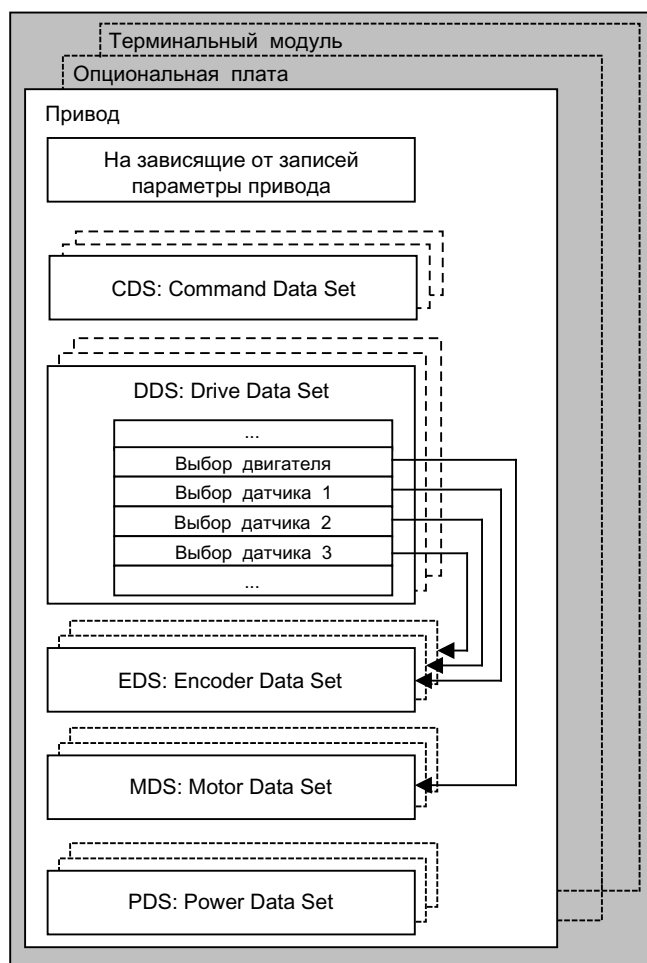 Терминальный модуль
Опциональная плата
Привод
На зависящие от записей
параметры привода
CDS: Command Data Set
DDS: Drive Data Set
...
Выбор двигателя
Выбор датчика 1
Выбор датчика 2
Выбор датчика 3
...
EDS: Encoder Data Set
MDS: Motor Data Set
PDS: Power Data Set